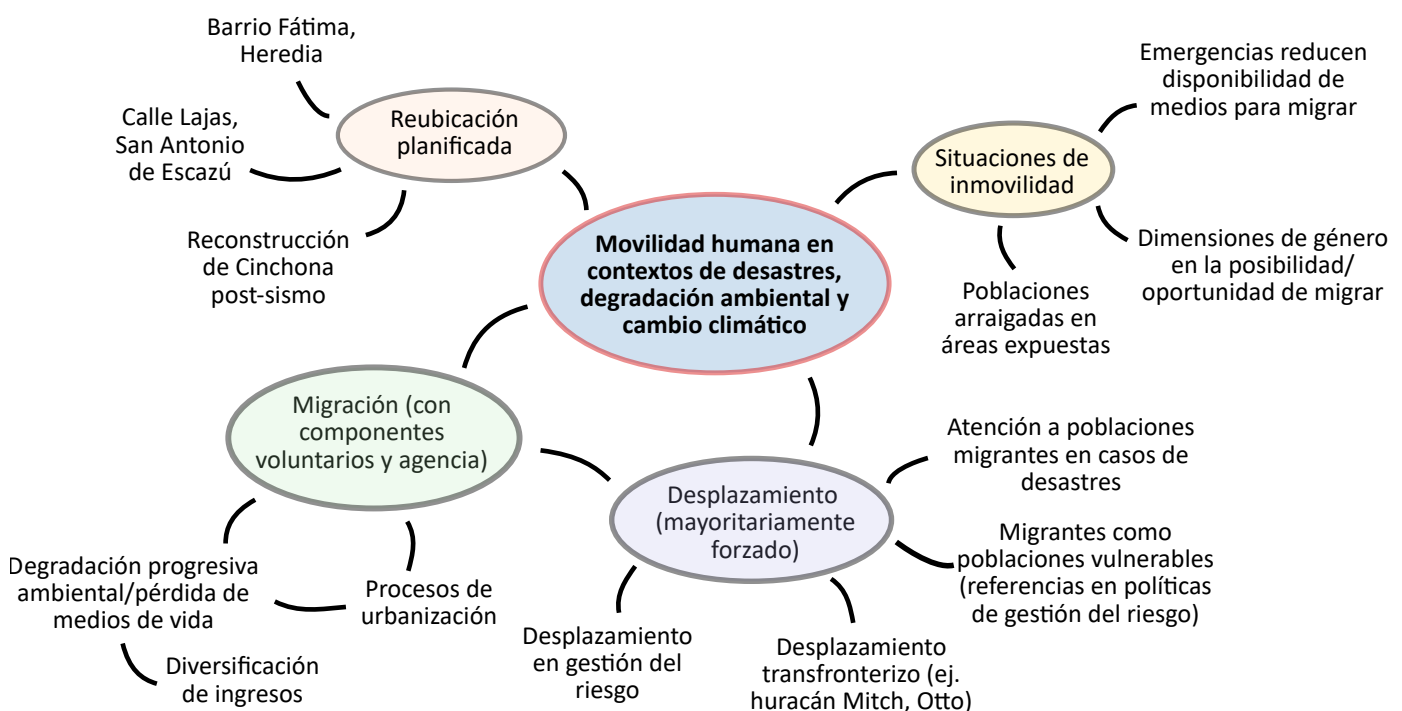 Barrio Fátima,
Heredia
Calle Lajas,
San Antonio
de Escazú
Reconstrucción
de Cinchona
post-sismo
Reubicación
planificada
Movilidad humana en
contextos de desastres,
degradación ambiental y
cambio climático
Situaciones de
inmovilidad
Emergencias reducen
disponibilidad de
medios para migrar
Dimensiones de género
en la posibilidad/
oportunidad de migrar
Poblaciones
arraigadas en
áreas expuestas
Migración (con
componentes
voluntarios y agencia)
Degradación progresiva
ambiental/pérdida de
medios de vida
Procesos de
urbanización
Diversificación
de ingresos
Desplazamiento
(mayoritariamente
forzado)
Atención a poblaciones
migrantes en casos de
desastres
Migrantes como
poblaciones vulnerables
(referencias en políticas
de gestión del riesgo)
Desplazamiento
en gestión del
riesgo
Desplazamiento
transfronterizo (ej.
huracán Mitch, Otto)